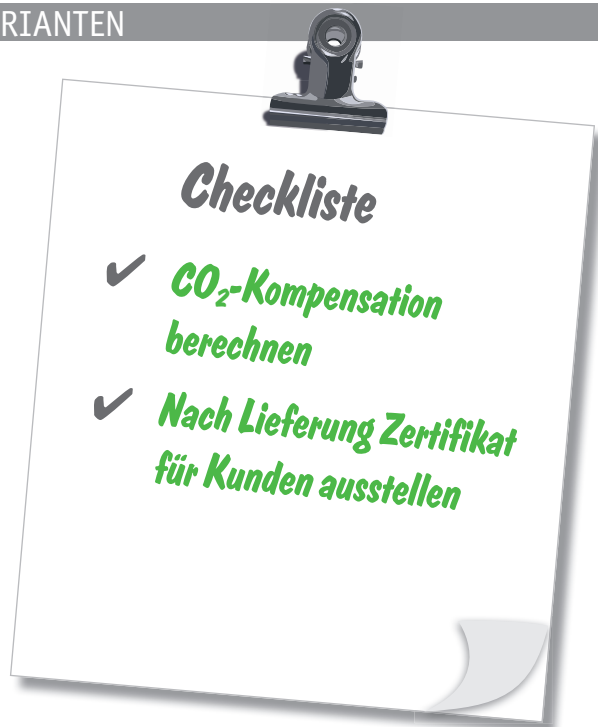 RIANTEN
Checkliste
✔ CO₂-Kompensation
berechnen
✔ Nach Lieferung Zertifikat
für Kunden ausstellen